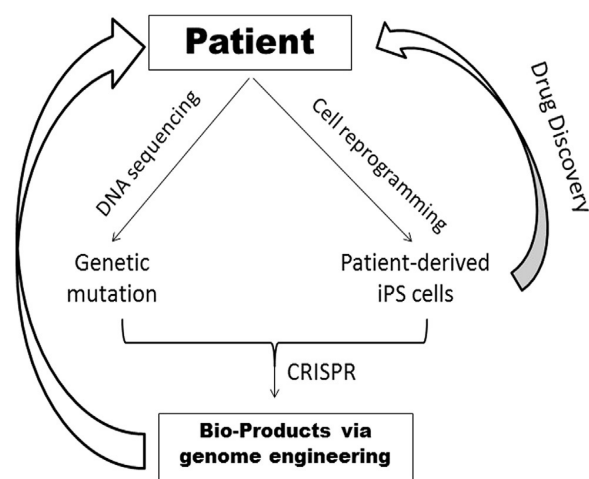 Patient
DNA sequencing
Cell reprogramming
Drug Discovery
Genetic
mutation
Patient-derived
iPS cells
CRISPR
Bio-Products via
genome engineering